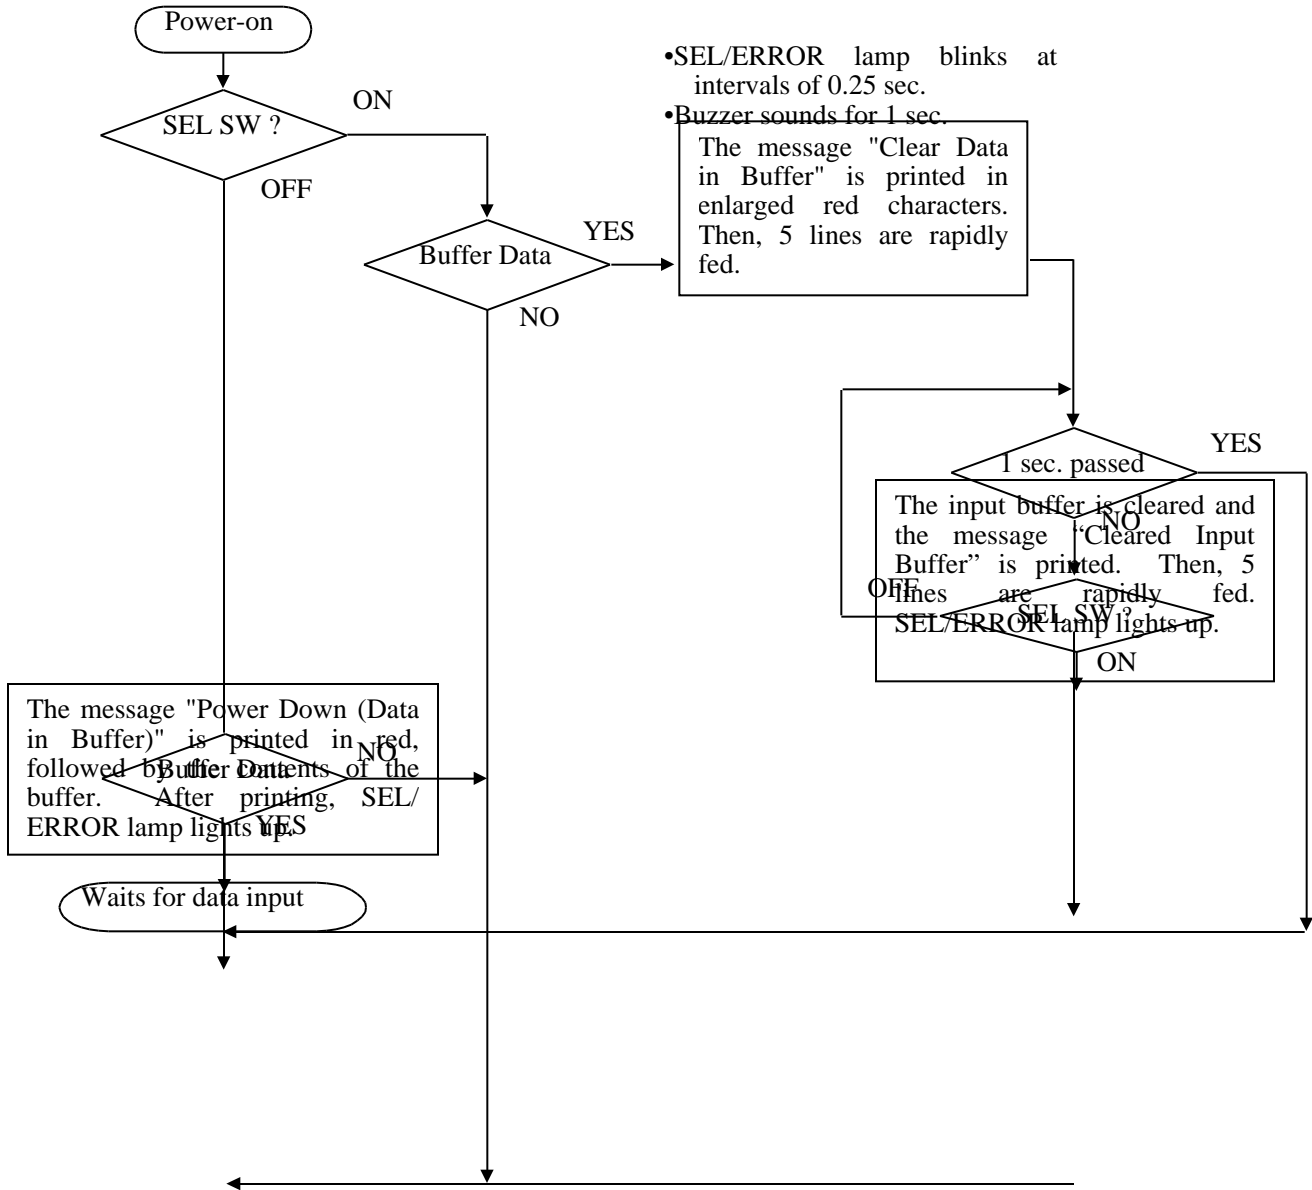 Power-on
SEL SW ?
ON
OFF
•SEL/ERROR lamp blinks at
intervals of 0.25 sec.
•Buzzer sounds for 1 sec.
The message "Clear Data
in Buffer" is printed in
enlarged red characters.
Then, 5 lines are rapidly
fed.
Buffer Data
YES
NO
1 sec. passed
YES
NO
The input buffer is cleared and
the message “Cleared Input
Buffer” is printed. Then, 5
lines are rapidly fed.
SEL/ERROR lamp lights up.
OFF
SEL SW ?
ON
The message "Power Down (Data
in Buffer)" is printed in red,
followed by the contents of the
buffer. After printing, SEL/
ERROR lamp lights up.
Buffer Data
NO
YES
Waits for data input